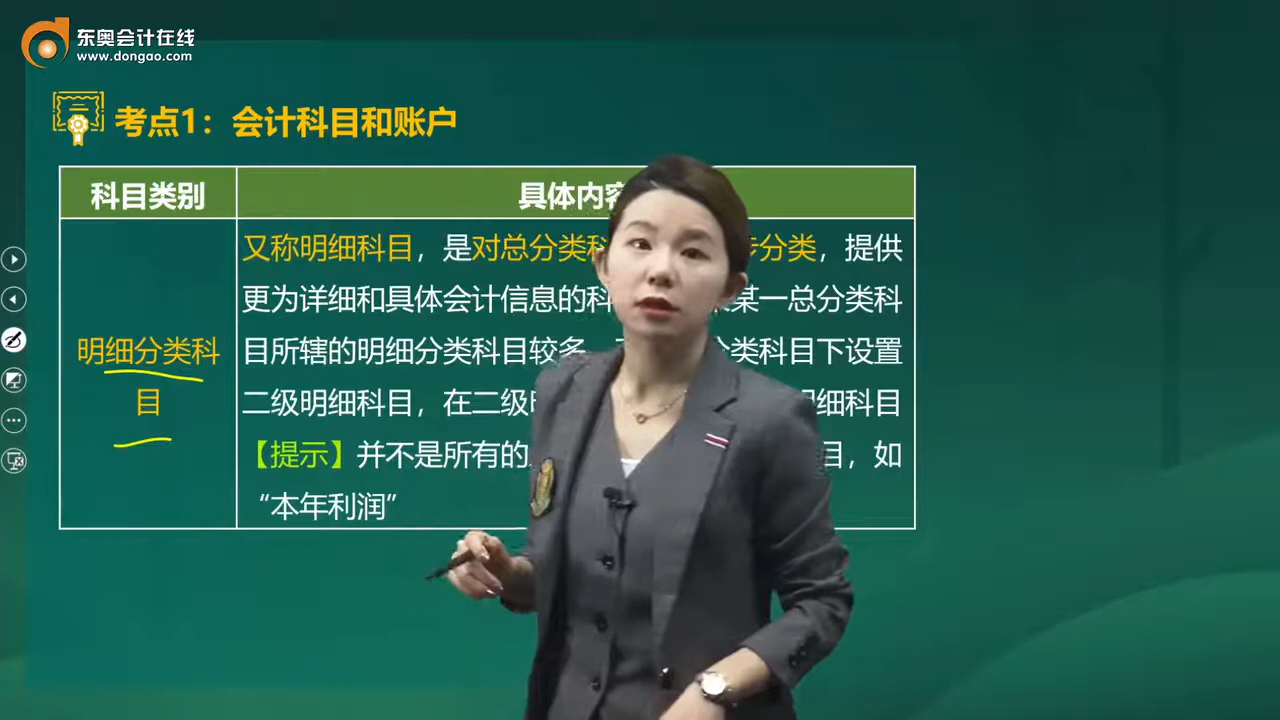 东奥会计在线
www.dongao.com
考点1：会计科目和账户
科目类别
具体内容
又称明细科目，是对总分类科 步分类，提供
更为详细和具体会计信息的科 某一总分类科
目所辖的明细分类科目较多 分类科目下设置
二级明细科目，在二级 细科目
【提示】并不是所有的 目，如
“本年利润”
明细分类科
目